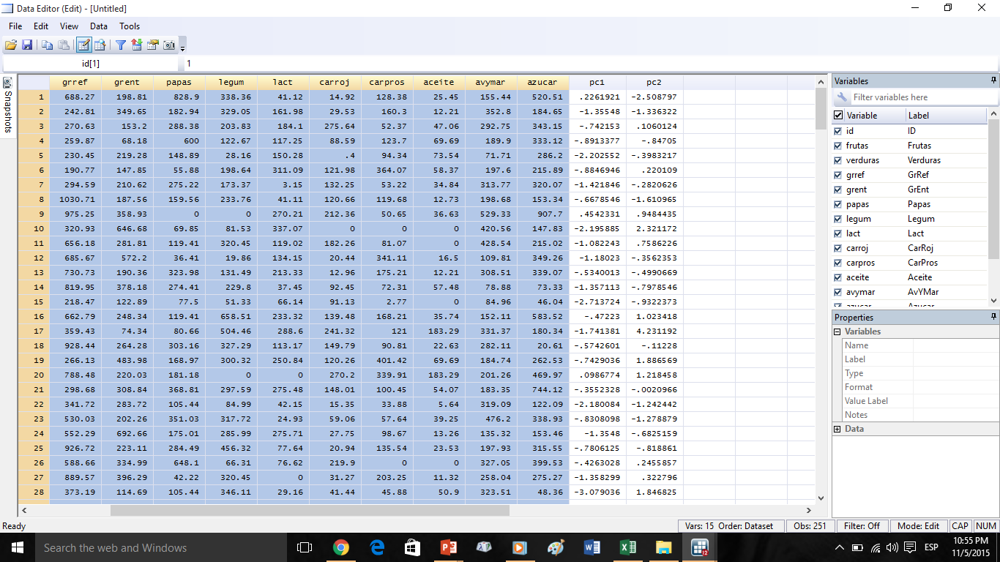 Data Editor (Edit) - [Untitled]
File Edit View Data Tools
id[1] 1
Snapshots
grref grent papas legum lact carroj carpros aceite avymar azucar pc1 pc2
1 688.27 198.81 828.9 338.36 41.12 14.92 128.38 25.45 155.44 520.51 .2261921 -2.508797
2 242.81 349.65 182.94 329.05 161.98 29.53 160.3 12.21 352.8 184.65 -1.35548 -1.336322
3 270.63 153.2 288.38 203.83 184.1 275.64 52.37 47.06 292.75 343.15 -.742153 .1060124
4 259.87 68.18 600 122.67 117.25 88.59 123.7 69.69 189.9 333.12 -.8913377 -.84705
5 230.45 219.28 148.89 28.16 150.28 .4 94.34 73.54 71.71 286.2 -2.202552 -.3983217
6 190.77 147.85 55.88 198.64 311.09 121.98 364.07 58.37 197.6 215.89 -.8846946 .220109
7 294.59 210.62 275.22 173.37 3.15 132.25 53.22 34.84 313.77 320.07 -1.421846 -.2820626
8 1030.71 187.56 159.56 233.76 41.11 120.66 119.68 12.73 198.68 153.34 -.6678546 -1.610965
9 975.25 358.93 0 0 270.21 212.36 50.65 36.63 529.33 907.7 .4542331 .9484435
10 320.93 646.68 69.85 81.53 337.07 0 0 0 420.56 147.83 -2.195885 2.321172
11 656.18 281.81 119.41 320.45 119.02 182.26 81.07 0 428.54 215.02 -1.082243 .7586226
12 685.67 572.2 36.41 19.86 134.15 20.44 341.11 16.5 109.81 349.26 -1.18023 -.3562353
13 730.73 190.36 323.98 131.49 213.33 12.96 175.21 12.21 308.51 339.07 -.5340013 -.4990669
14 819.95 378.18 274.41 229.8 37.45 92.45 72.31 57.48 78.88 73.33 -1.357113 -.7978546
15 218.47 122.89 77.5 51.33 66.14 91.13 2.77 0 84.96 46.04 -2.713724 -.9322373
16 662.79 248.34 119.41 658.51 233.32 139.48 168.21 35.74 152.11 583.52 -.47223 1.023418
17 359.43 74.34 80.66 504.46 288.6 241.32 121 183.29 331.37 180.34 -1.741381 4.231192
18 928.44 264.28 303.16 327.29 113.17 149.79 90.81 22.63 282.11 20.61 -.5742601 -.11228
19 266.13 483.98 168.97 300.32 250.84 120.26 401.42 69.69 184.74 262.53 -.7429036 1.886569
20 788.48 220.03 181.18 0 0 270.2 339.91 183.29 201.26 469.97 .0986774 1.218458
21 298.68 308.84 368.81 297.59 275.48 148.01 100.45 54.07 183.35 744.12 -.3552328 -.0020966
22 341.72 283.72 105.44 84.99 42.15 15.35 33.88 5.64 319.09 122.09 -2.180084 -1.242442
23 530.03 202.26 351.03 317.72 24.93 59.06 57.64 39.25 476.2 338.93 -.8308098 -1.278879
24 552.29 692.66 175.01 285.99 275.71 27.75 98.67 13.26 135.32 153.46 -1.3548 -.6825159
25 926.72 223.11 284.49 456.32 77.64 20.94 135.54 23.53 197.93 315.55 -.7806125 -.818861
26 588.66 334.99 648.1 66.31 76.62 219.9 0 0 327.05 399.53 -.4263028 .2455857
27 889.57 396.29 42.22 320.45 0 31.27 203.25 11.32 258.04 275.27 -1.358299 .322796
28 373.19 114.69 105.44 346.11 29.16 41.44 45.88 50.9 323.51 48.36 -3.079036 1.846825
Variables
Filter variables here
Variable Label
id ID
frutas Frutas
verduras Verduras
grref GrRef
grent GrEnt
papas Papas
legum Legum
lact Lact
carroj CarRoj
carpros CarPros
aceite Aceite
avymar AvYMar
azucar Azucar
Properties
Variables
Name
Label
Type
Format
Value Label
Notes
Data
Ready Vars: 15 Order: Dataset Obs: 251 Filter: Off Mode: Edit CAP NUM
Search the web and Windows ESP 10:55 PM
11/5/2015